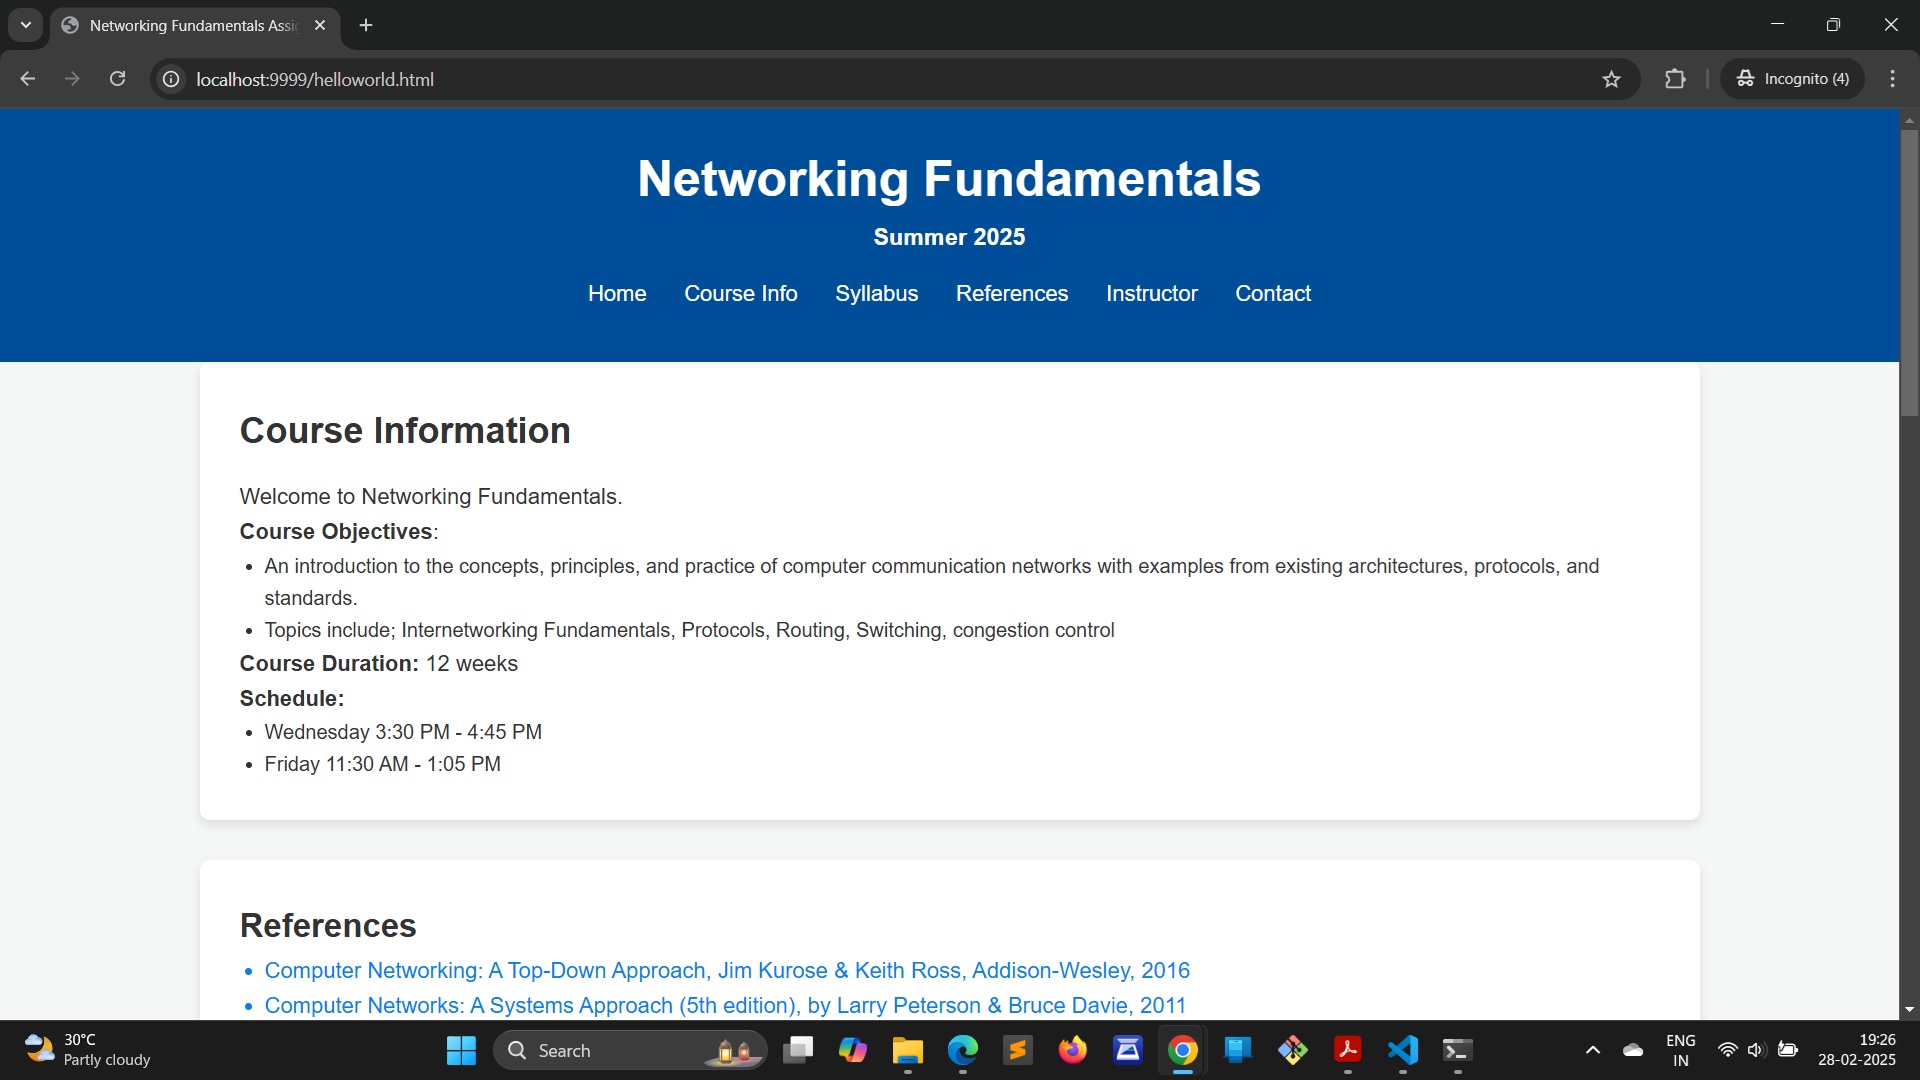 Networking Fundamentals Assi
localhost:9999/helloworld.html
Incognito (4)
Networking Fundamentals
Summer 2025
Home Course Info Syllabus References Instructor Contact
Course Information
Welcome to Networking Fundamentals.
Course Objectives:
• An introduction to the concepts, principles, and practice of computer communication networks with examples from existing architectures, protocols, and
standards.
• Topics include; Internetworking Fundamentals, Protocols, Routing, Switching, congestion control
Course Duration: 12 weeks
Schedule:
• Wednesday 3:30 PM - 4:45 PM
• Friday 11:30 AM - 1:05 PM
References
• Computer Networking: A Top-Down Approach, Jim Kurose & Keith Ross, Addison-Wesley, 2016
• Computer Networks: A Systems Approach (5th edition), by Larry Peterson & Bruce Davie, 2011
30°C
Partly cloudy
Search
ENG
IN
19:26
28-02-2025